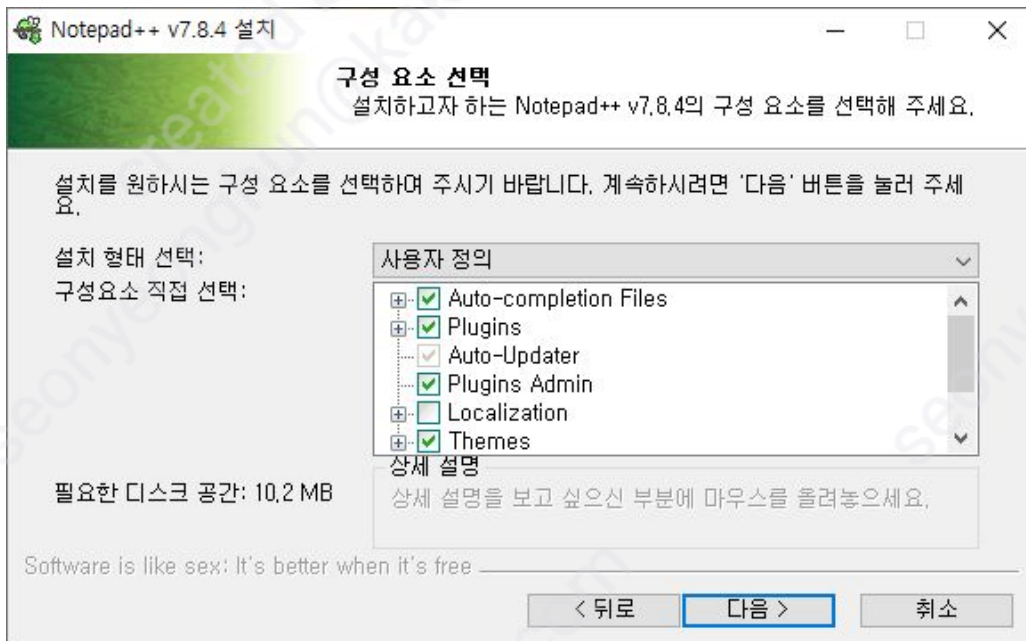 Notepad++ v7.8.4 설치
구성 요소 선택
설치하고자 하는 Notepad++ v7.8.4의 구성 요소를 선택해 주세요.
설치를 원하시는 구성 요소를 선택하여 주시기 바랍니다. 계속하시려면 '다음' 버튼을 눌러 주세
요.
설치 형태 선택: 사용자 정의
구성요소 직접 선택:
Auto-completion Files
Plugins
Auto-Updater
Plugins Admin
Localization
Themes
필요한 디스크 공간: 10.2 MB
상세 설명
상세 설명을 보고 싶으신 부분에 마우스를 올려놓으세요.
Software is like sex: It's better when it's free
< 뒤로 다음 > 취소